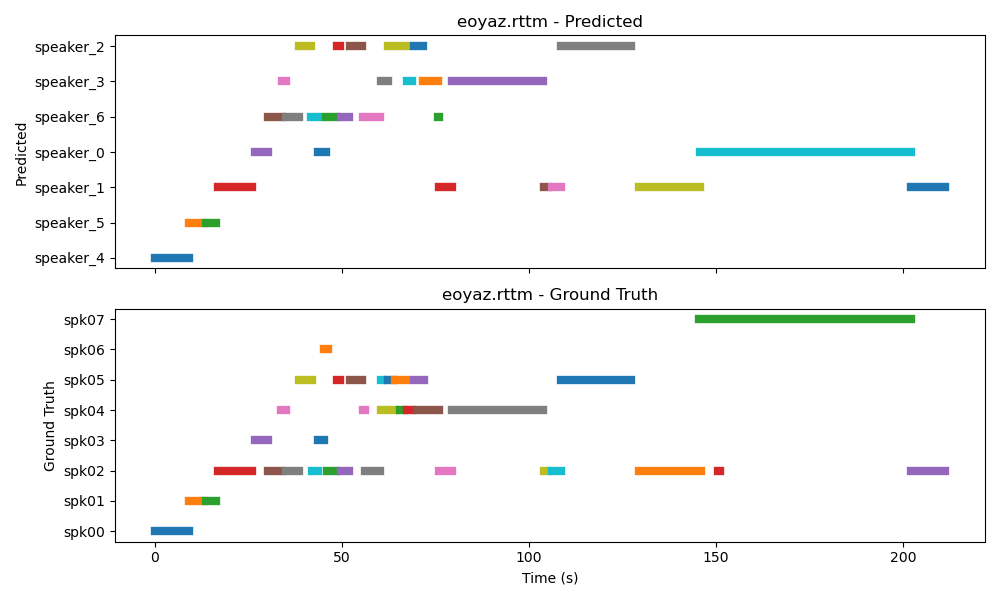 eoyaz.rttm - Predicted
speaker_2
speaker_3
speaker_6
speaker_0
speaker_1
speaker_5
speaker_4
Predicted
eoyaz.rttm - Ground Truth
spk07
spk06
spk05
spk04
spk03
spk02
spk01
spk00
Ground Truth
0 50 100 150 200
Time (s)